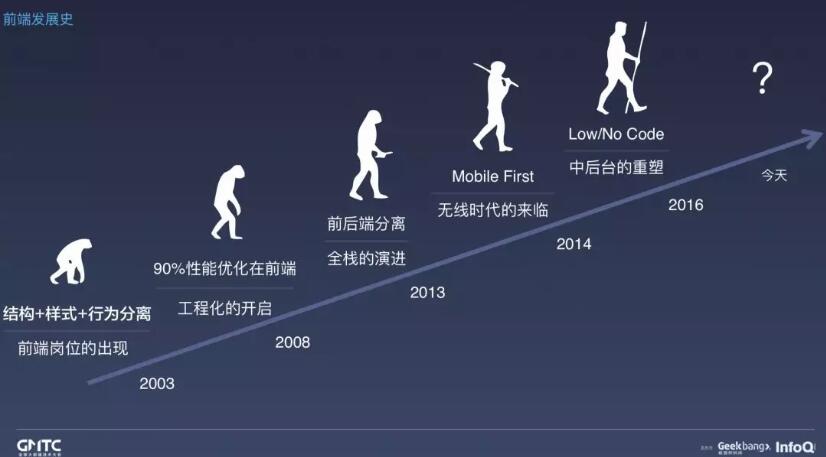 前端发展史
?
Low/No Code
中后台的重塑
今天
Mobile First
无线时代的来临
2016
前后端分离
全栈的演进
2014
90%性能优化在前端
工程化的开启
2013
结构+样式+行为分离
前端岗位的出现
2008
2003
GMTC
Geekbang>.
InfoQ